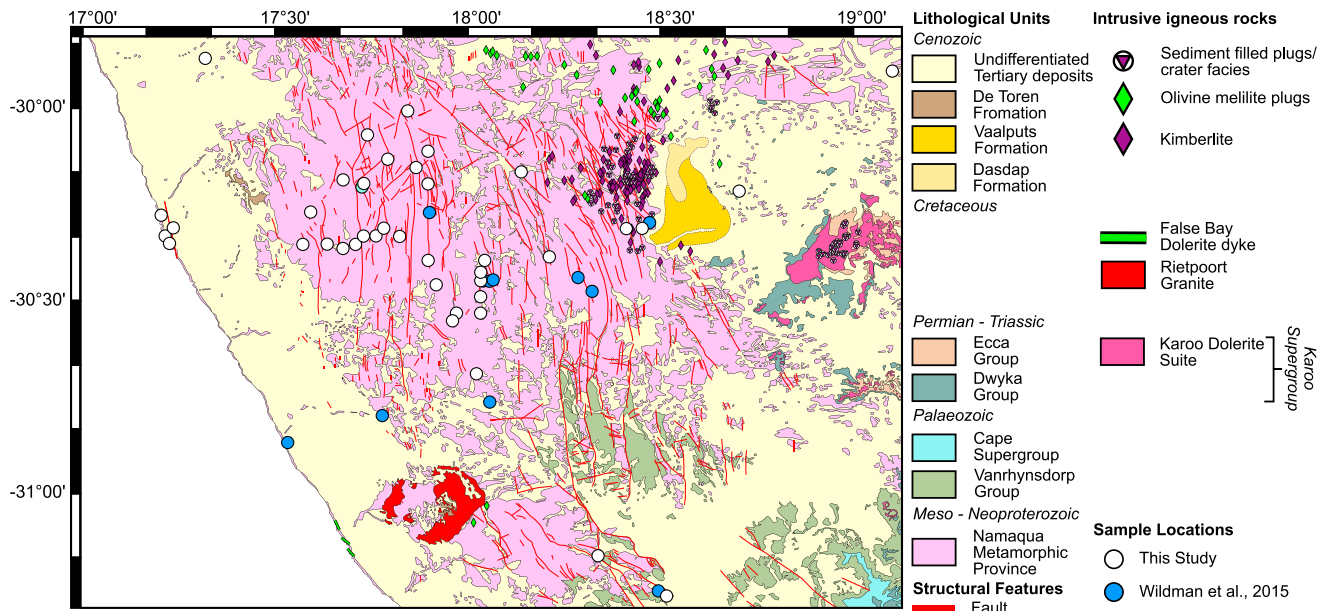 17°00'
17°30'
18°00'
18°30'
19°00'
-30°00'
-30°30'
-31°00'
Lithological Units
Cenozoic
Undifferentiated
Tertiary deposits
De Toren
Fromation
Vaalputs
Formation
Dasdap
Formation
Cretaceous
Permian - Triassic
Ecca
Group
Dwyka
Group
Palaeozoic
Cape
Supergroup
Vanrhynsdorp
Group
Meso - Neoproterozoic
Namaqua
Metamorphic
Province
Structural Features
Fault
Intrusive igneous rocks
Sediment filled plugs/
crater facies
Olivine melilite plugs
Kimberlite
False Bay
Dolerite dyke
Rietpoort
Granite
Karoo Dolerite
Suite
Karoo
Supergroup
Sample Locations
This Study
Wildman et al., 2015